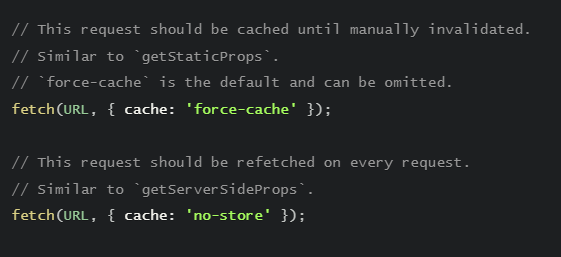 // This request should be cached until manually invalidated.
// Similar to `getStaticProps`.
// `force-cache` is the default and can be omitted.
fetch(URL, { cache: 'force-cache' });
// This request should be refetched on every request.
// Similar to `getServerSideProps`.
fetch(URL, { cache: 'no-store' });